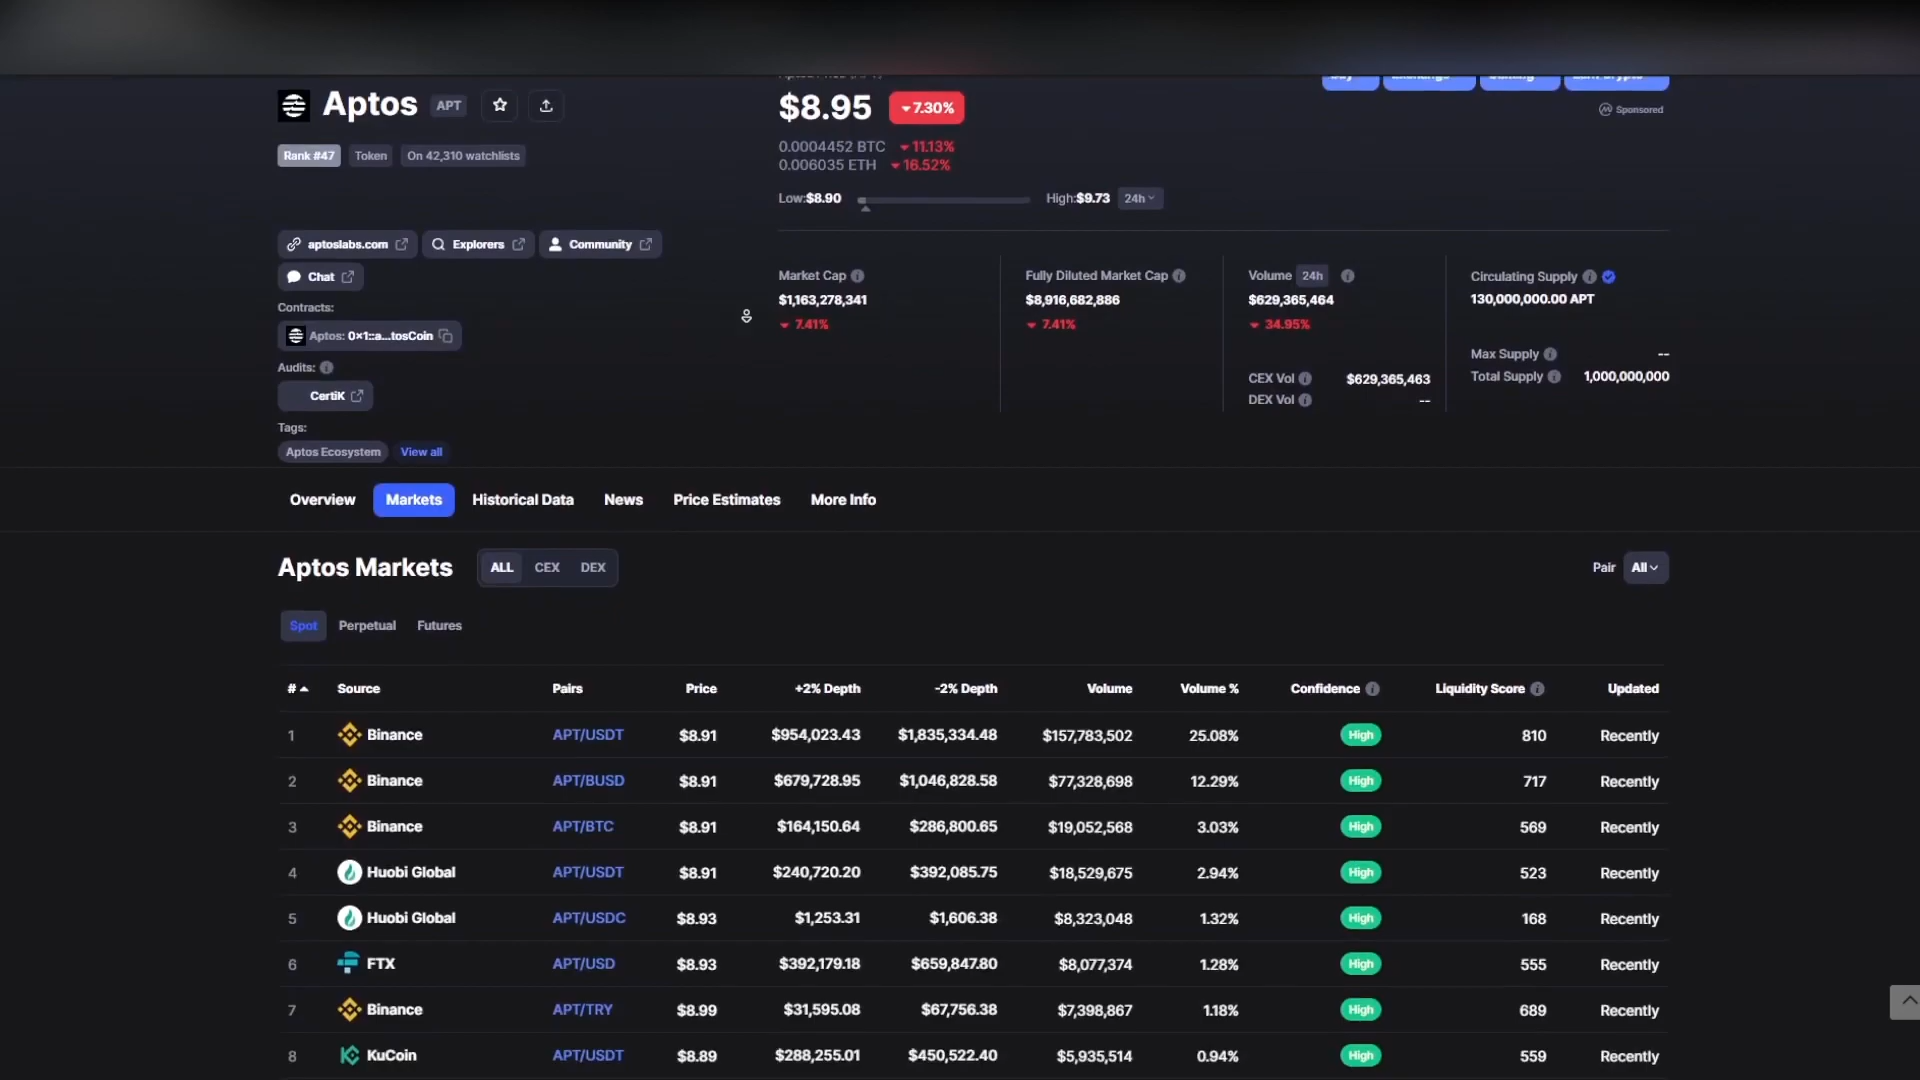 Aptos APT
Rank #47 Token On 42,310 watchlists
aptoslabs.com Explorers Community
Chat
Contracts:
Aptos: 0x1::a...tosCoin
Audits:
CertiK
Tags:
Aptos Ecosystem View all
$8.95 7.30%
0.0004452 BTC 11.13%
0.006035 ETH 16.52%
Low:$8.90 High:$9.73 24h
Sponsored
Market Cap
$1,163,278,341
7.41%
Fully Diluted Market Cap
$8,916,682,886
7.41%
Volume 24h
$629,365,464
34.95%
CEX Vol $629,365,463
DEX Vol --
Circulating Supply
130,000,000.00 APT
Max Supply --
Total Supply 1,000,000,000
Overview Markets Historical Data News Price Estimates More Info
Aptos Markets ALL CEX DEX Pair All
Spot Perpetual Futures
# Source Pairs Price +2% Depth -2% Depth Volume Volume % Confidence Liquidity Score Updated
1 Binance APT/USDT $8.91 $954,023.43 $1,835,334.48 $157,783,502 25.08% High 810 Recently
2 Binance APT/BUSD $8.91 $679,728.95 $1,046,828.58 $77,328,698 12.29% High 717 Recently
3 Binance APT/BTC $8.91 $164,150.64 $286,800.65 $19,052,568 3.03% High 569 Recently
4 Huobi Global APT/USDT $8.91 $240,720.20 $392,085.75 $18,529,675 2.94% High 523 Recently
5 Huobi Global APT/USDC $8.93 $1,253.31 $1,606.38 $8,323,048 1.32% High 168 Recently
6 FTX APT/USD $8.93 $392,179.18 $659,847.80 $8,077,374 1.28% High 555 Recently
7 Binance APT/TRY $8.99 $31,595.08 $67,756.38 $7,398,867 1.18% High 689 Recently
8 KuCoin APT/USDT $8.89 $288,255.01 $450,522.40 $5,935,514 0.94% High 559 Recently